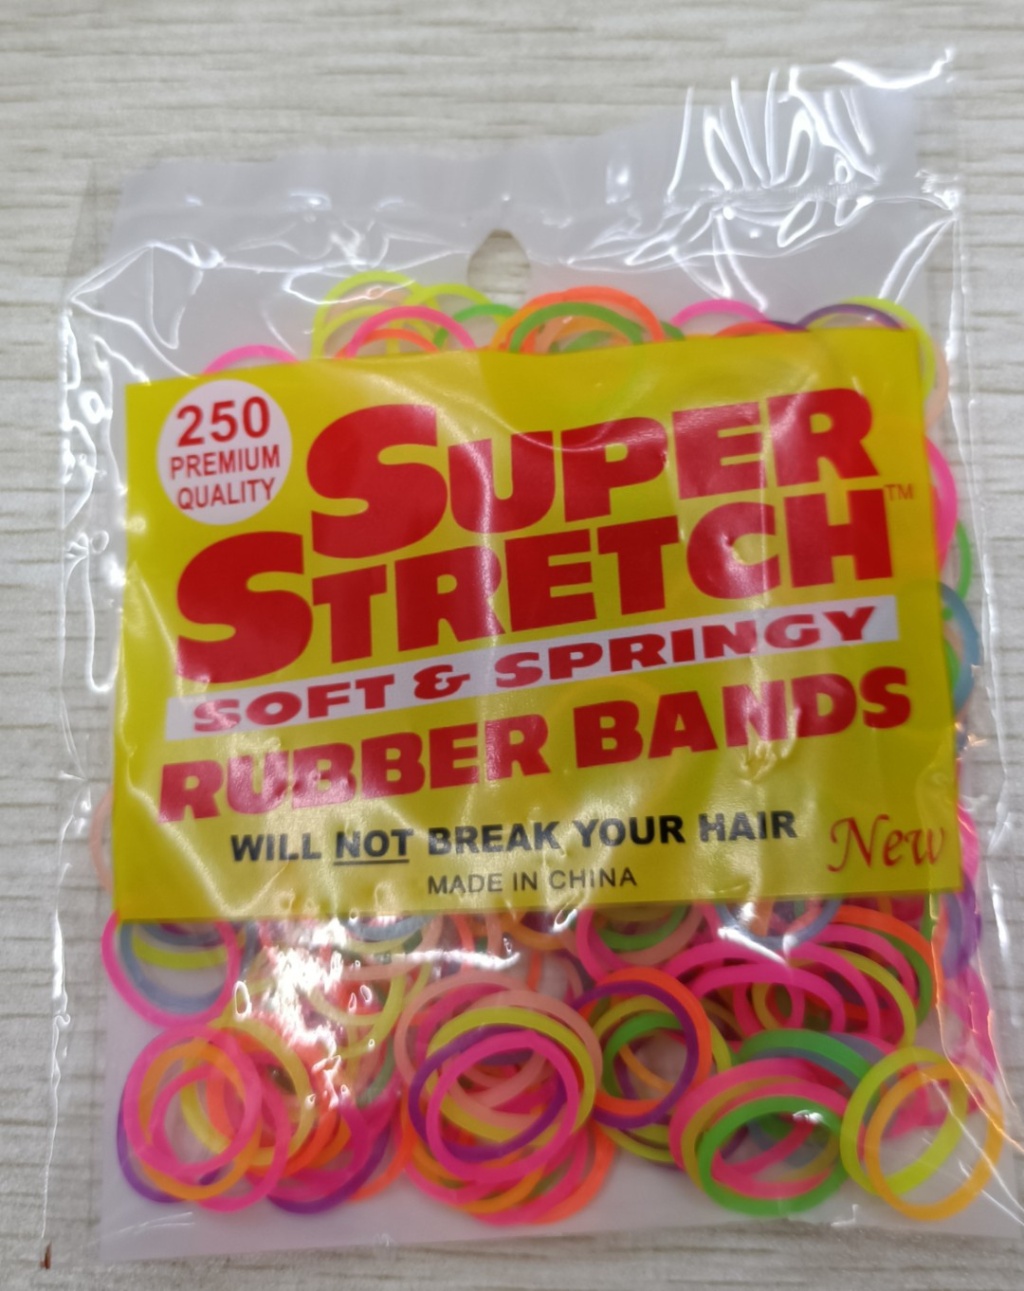 250
PREMIUM
QUALITY
SUPER
STRETCH™
SOFT & SPRINGY
RUBBER BANDS
WILL NOT BREAK YOUR HAIR
New
MADE IN CHINA